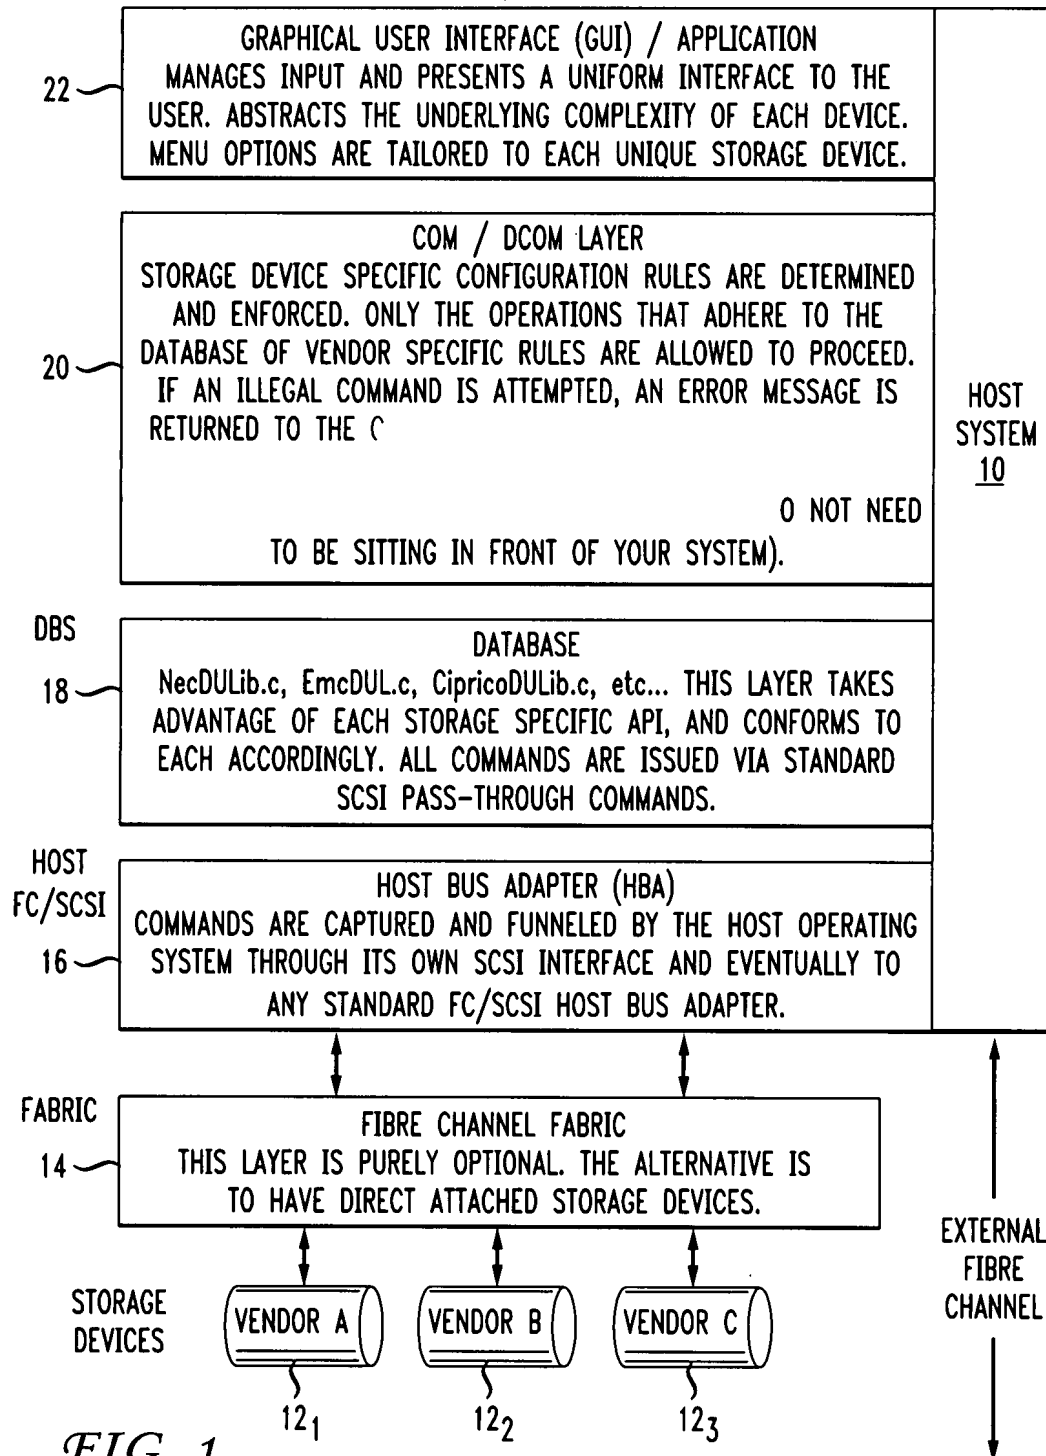 GRAPHICAL USER INTERFACE (GUI) / APPLICATION
MANAGES INPUT AND PRESENTS A UNIFORM INTERFACE TO THE
USER. ABSTRACTS THE UNDERLYING COMPLEXITY OF EACH DEVICE.
MENU OPTIONS ARE TAILORED TO EACH UNIQUE STORAGE DEVICE.
22
COM / DCOM LAYER
STORAGE DEVICE SPECIFIC CONFIGURATION RULES ARE DETERMINED
AND ENFORCED. ONLY THE OPERATIONS THAT ADHERE TO THE
DATABASE OF VENDOR SPECIFIC RULES ARE ALLOWED TO PROCEED.
IF AN ILLEGAL COMMAND IS ATTEMPTED, AN ERROR MESSAGE IS
RETURNED TO THE
O NOT NEED
TO BE SITTING IN FRONT OF YOUR SYSTEM).
20
HOST
SYSTEM
10
DBS
18
DATABASE
NecDULib.c, EmcDUL.c, CipricoDULib.c, etc... THIS LAYER TAKES
ADVANTAGE OF EACH STORAGE SPECIFIC API, AND CONFORMS TO
EACH ACCORDINGLY. ALL COMMANDS ARE ISSUED VIA STANDARD
SCSI PASS-THROUGH COMMANDS.
HOST
FC/SCSI
16
HOST BUS ADAPTER (HBA)
COMMANDS ARE CAPTURED AND FUNNELED BY THE HOST OPERATING
SYSTEM THROUGH ITS OWN SCSI INTERFACE AND EVENTUALLY TO
ANY STANDARD FC/SCSI HOST BUS ADAPTER.
FABRIC
14
FIBRE CHANNEL FABRIC
THIS LAYER IS PURELY OPTIONAL. THE ALTERNATIVE IS
TO HAVE DIRECT ATTACHED STORAGE DEVICES.
EXTERNAL
FIBRE
CHANNEL
STORAGE
DEVICES
VENDOR A
VENDOR B
VENDOR C
12₁
12₂
12₃
FIG. 1